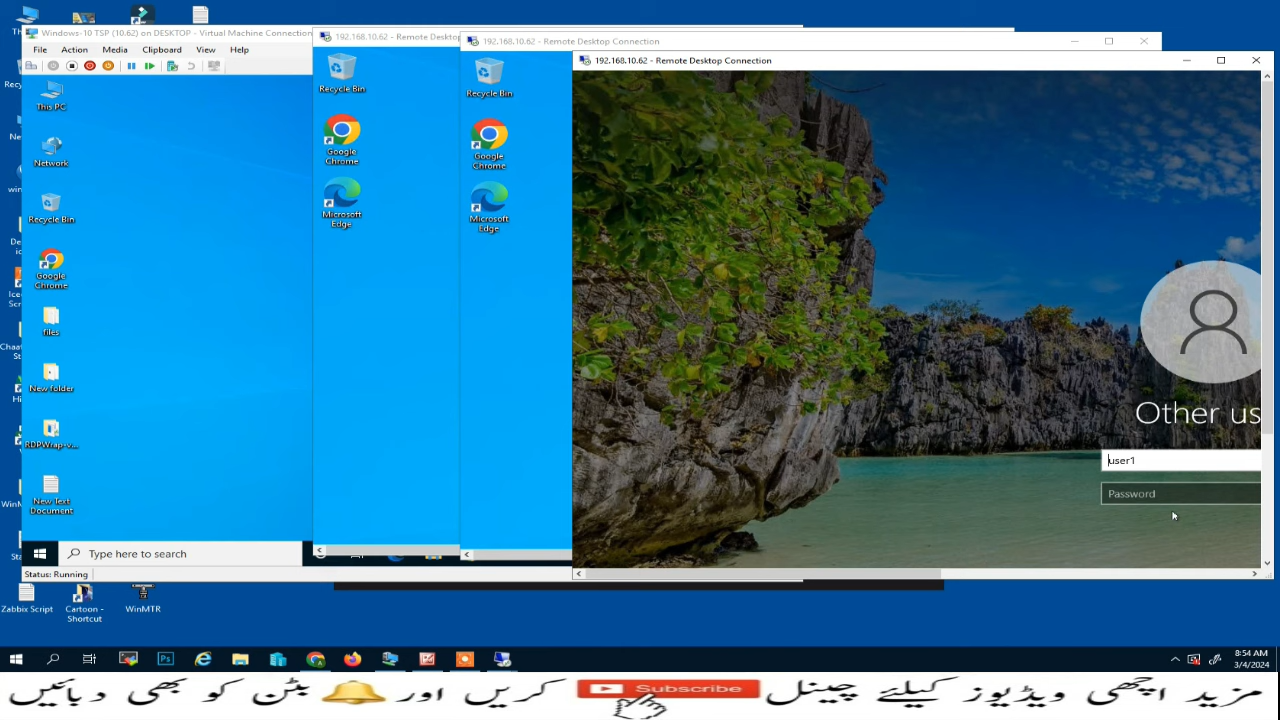 Windows-10 TSP (10.62) on DESKTOP - Virtual Machine Connection
File Action Media Clipboard View Help
This PC
Network
Recycle Bin
Google Chrome
files
New folder
RDPWrap-v...
New Text Document
Type here to search
Status: Running
192.168.10.62 - Remote Desktop
Recycle Bin
Google Chrome
Microsoft Edge
192.168.10.62 - Remote Desktop Connection
Recycle Bin
Google Chrome
Microsoft Edge
192.168.10.62 - Remote Desktop Connection
Other us
user1
Password
Zabbix Script
Cartoon - Shortcut
WinMTR
8:54 AM
3/4/2024
مزید اچھی ویڈیوز کیلئے چینل Subscribe کریں اور بٹن کو بھی دبائیں